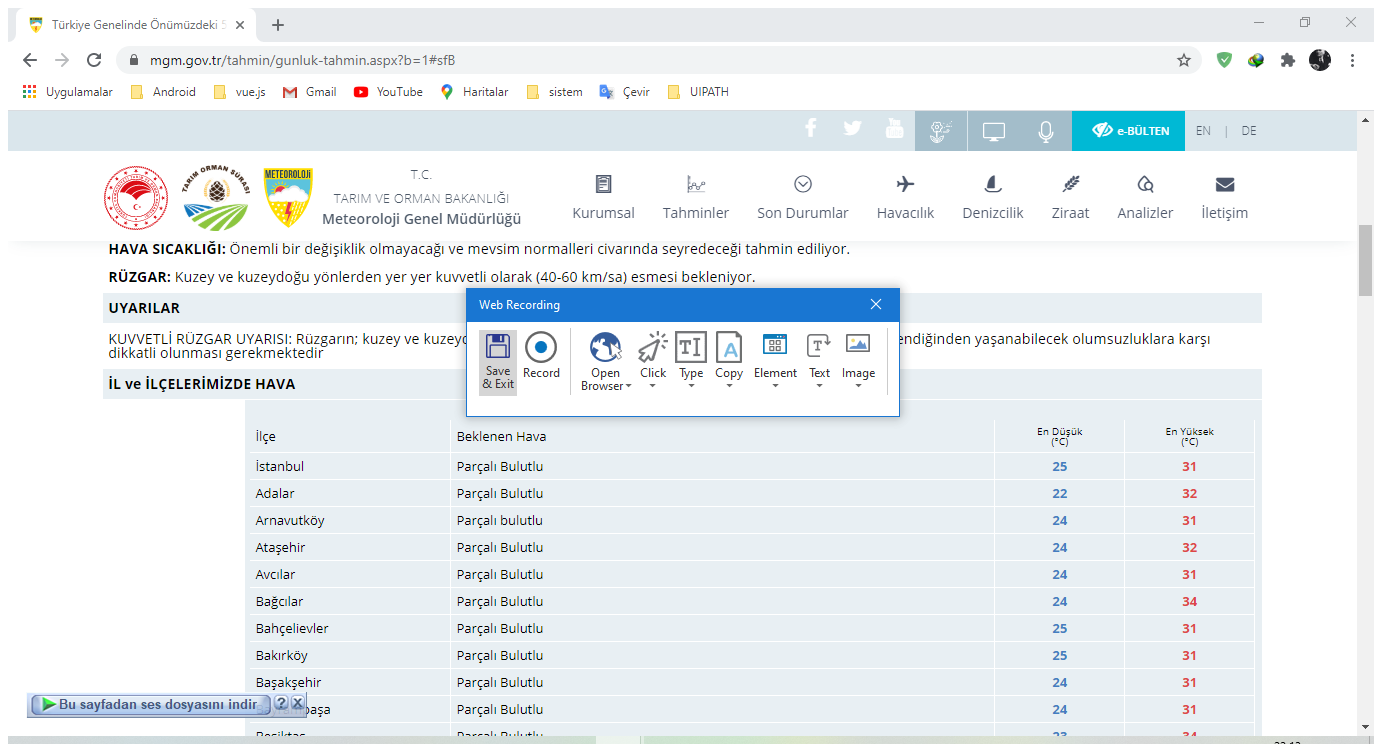 Türkiye Genelinde Önümüzdeki 5
mgm.gov.tr/tahmin/gunluk-tahmin.aspx?b=1#sfB
Uygulamalar Android vue.js Gmail YouTube Haritalar sistem Çevir UIPATH
e-BÜLTEN EN | DE
T.C.
TARIM VE ORMAN BAKANLIĞI
Meteoroloji Genel Müdürlüğü
TARIM ORMAN ŞURASI
METEOROLOJİ
Kurumsal Tahminler Son Durumlar Havacılık Denizcilik Ziraat Analizler İletişim
HAVA SICAKLIĞI: Önemli bir değişiklik olmayacağı ve mevsim normalleri civarında seyredeceği tahmin ediliyor.
RÜZGAR: Kuzey ve kuzeydoğu yönlerden yer yer kuvvetli olarak (40-60 km/sa) esmesi bekleniyor.
UYARILAR
KUVVETLİ RÜZGAR UYARISI: Rüzgarın; kuzey ve kuzeyd endiğinden yaşanabilecek olumsuzluklara karşı
dikkatli olunması gerekmektedir
Web Recording
Save
& Exit
Record
Open
Browser
Click
Type
Copy
Element
Text
Image
İL ve İLÇELERİMİZDE HAVA
İlçe Beklenen Hava En Düşük (°C) En Yüksek (°C)
İstanbul Parçalı Bulutlu 25 31
Adalar Parçalı Bulutlu 22 32
Arnavutköy Parçalı bulutlu 24 31
Ataşehir Parçalı Bulutlu 24 32
Avcılar Parçalı Bulutlu 24 31
Bağcılar Parçalı Bulutlu 24 34
Bahçelievler Parçalı Bulutlu 25 31
Bakırköy Parçalı Bulutlu 25 31
Başakşehir Parçalı Bulutlu 24 31
paşa Parçalı Bulutlu 24 31
Beşiktaş Parçalı Bulutlu 23 34
Bu sayfadan ses dosyasını indir ? X